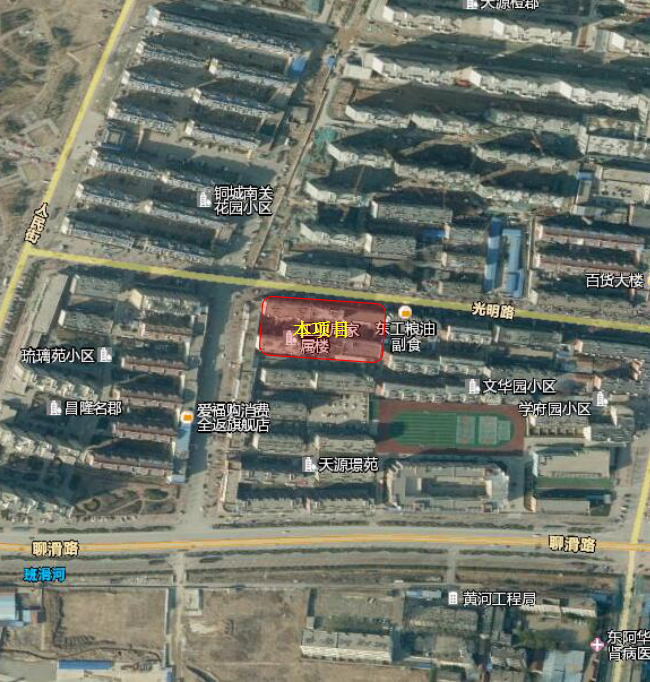 天源橙郡
铜城南关
花园小区
人民街
百货大楼
光明路
本项目
家
属楼
东工粮油
副食
琉璃苑小区
文华园小区
昌隆名郡
学府园小区
爱福购消费
全返旗舰店
天源璟苑
聊滑路
聊滑路
班滑河
黄河工程局
东阿华
肾病医